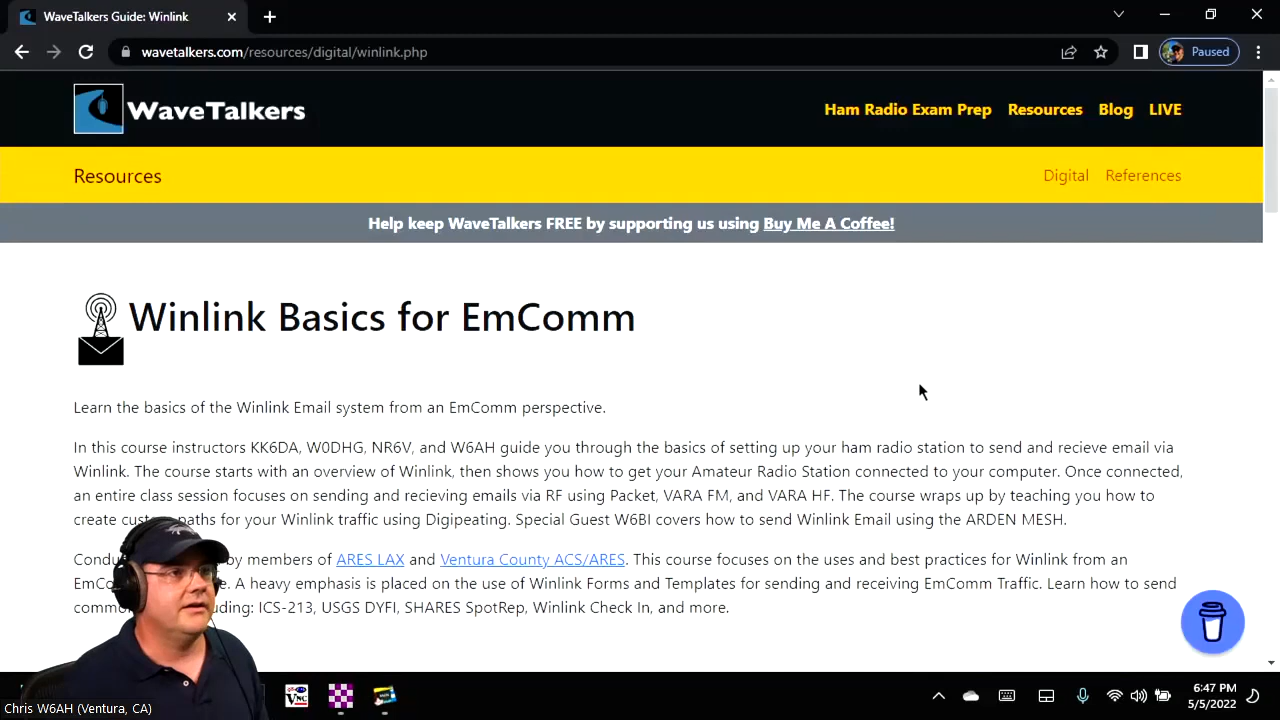 WaveTalkers Guide: Winlink
wavetalkers.com/resources/digital/winlink.php
Paused
WaveTalkers
Ham Radio Exam Prep Resources Blog LIVE
Resources
Digital References
Help keep WaveTalkers FREE by supporting us using Buy Me A Coffee!
Winlink Basics for EmComm
Learn the basics of the Winlink Email system from an EmComm perspective.
In this course instructors KK6DA, W0DHG, NR6V, and W6AH guide you through the basics of setting up your ham radio station to send and recieve email via
Winlink. The course starts with an overview of Winlink, then shows you how to get your Amateur Radio Station connected to your computer. Once connected,
an entire class session focuses on sending and recieving emails via RF using Packet, VARA FM, and VARA HF. The course wraps up by teaching you how to
create paths for your Winlink traffic using Digipeating. Special Guest W6BI covers how to send Winlink Email using the ARDEN MESH.
by members of ARES LAX and Ventura County ACS/ARES. This course focuses on the uses and best practices for Winlink from an
A heavy emphasis is placed on the use of Winlink Forms and Templates for sending and receiving EmComm Traffic. Learn how to send
ICS-213, USGS DYFI, SHARES SpotRep, Winlink Check In, and more.
Chris W6AH (Ventura, CA)
6:47 PM
5/5/2022